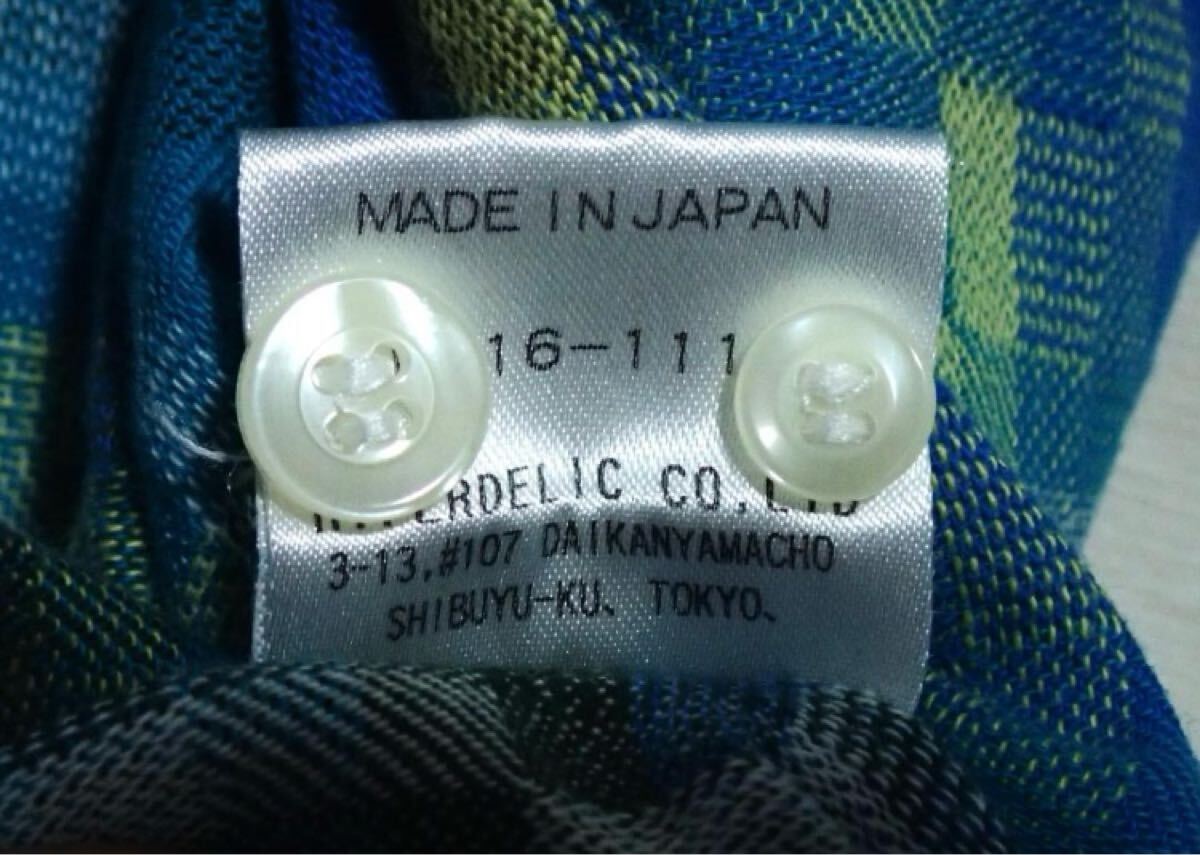 MADE IN JAPAN
16-111
CO.,LTD
3-13,#107 DAIKANYAMACHO
SHIBUYU-KU、TOKYO、